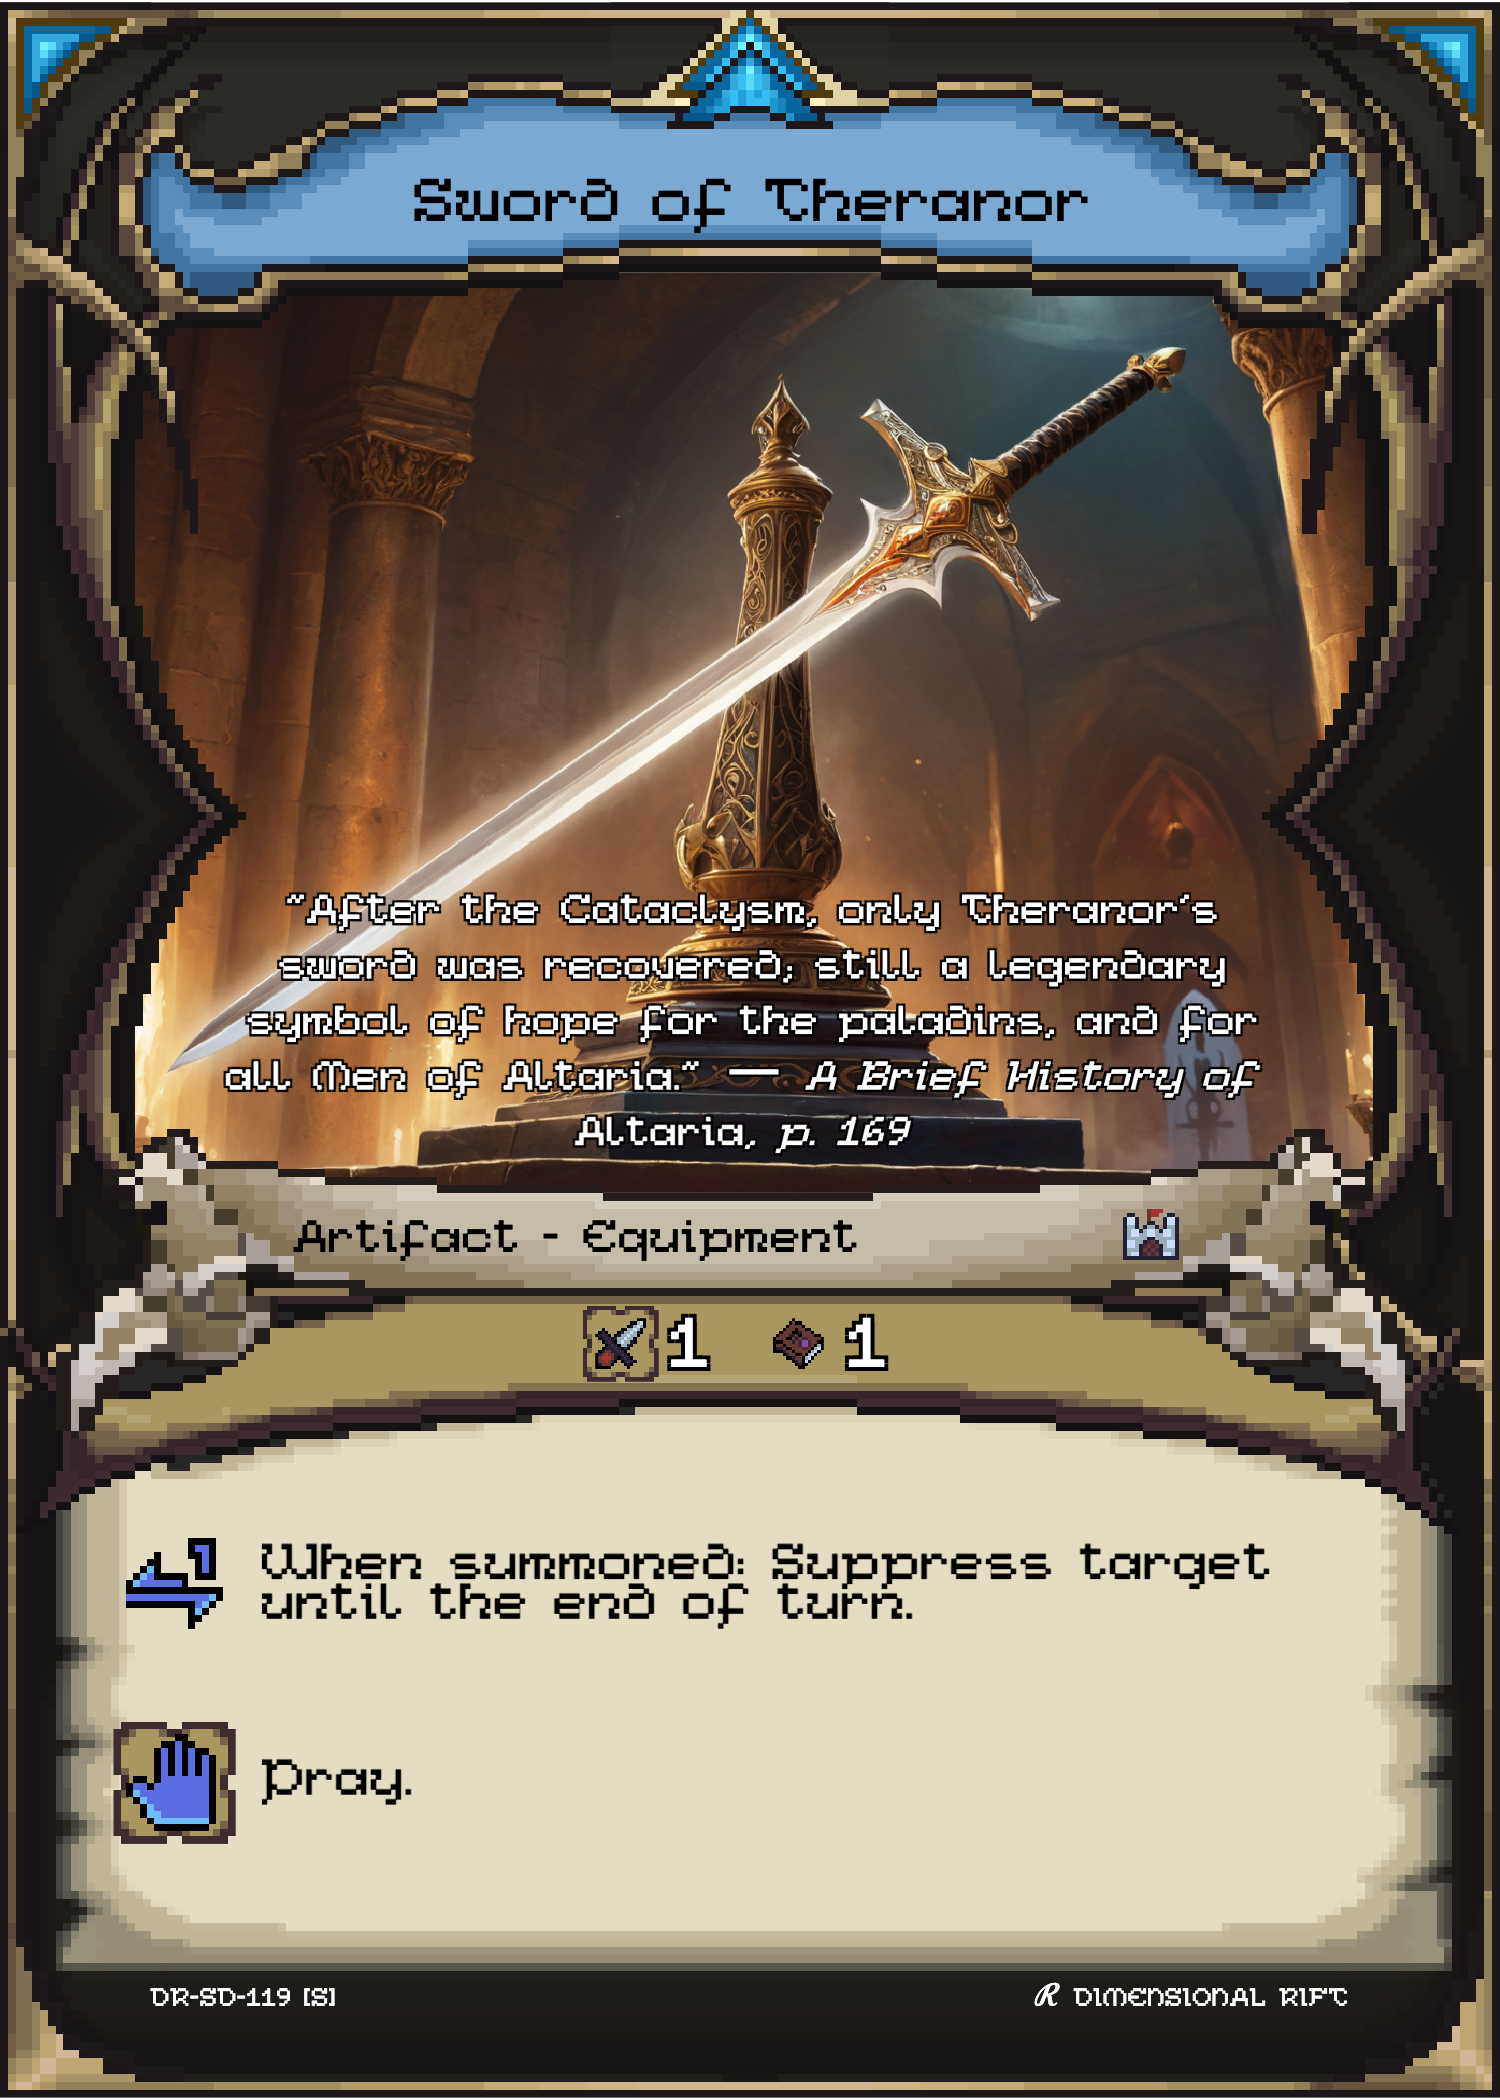 Sword of Theranor
"After the Cataclysm, only Theranor's
sword was recovered; still a legendary
symbol of hope for the paladins, and for
all Men of Altaria." — A Brief History of
Altaria, p. 169
Artifact - Equipment
1 1
1 When summoned: Suppress target
until the end of turn.
Pray.
DR-SD-119 [S]
R DIMENSIONAL RIFT